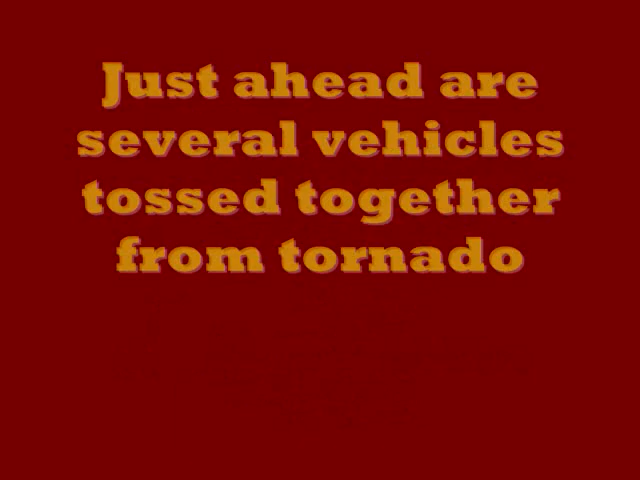 Just ahead are
several vehicles
tossed together
from tornado